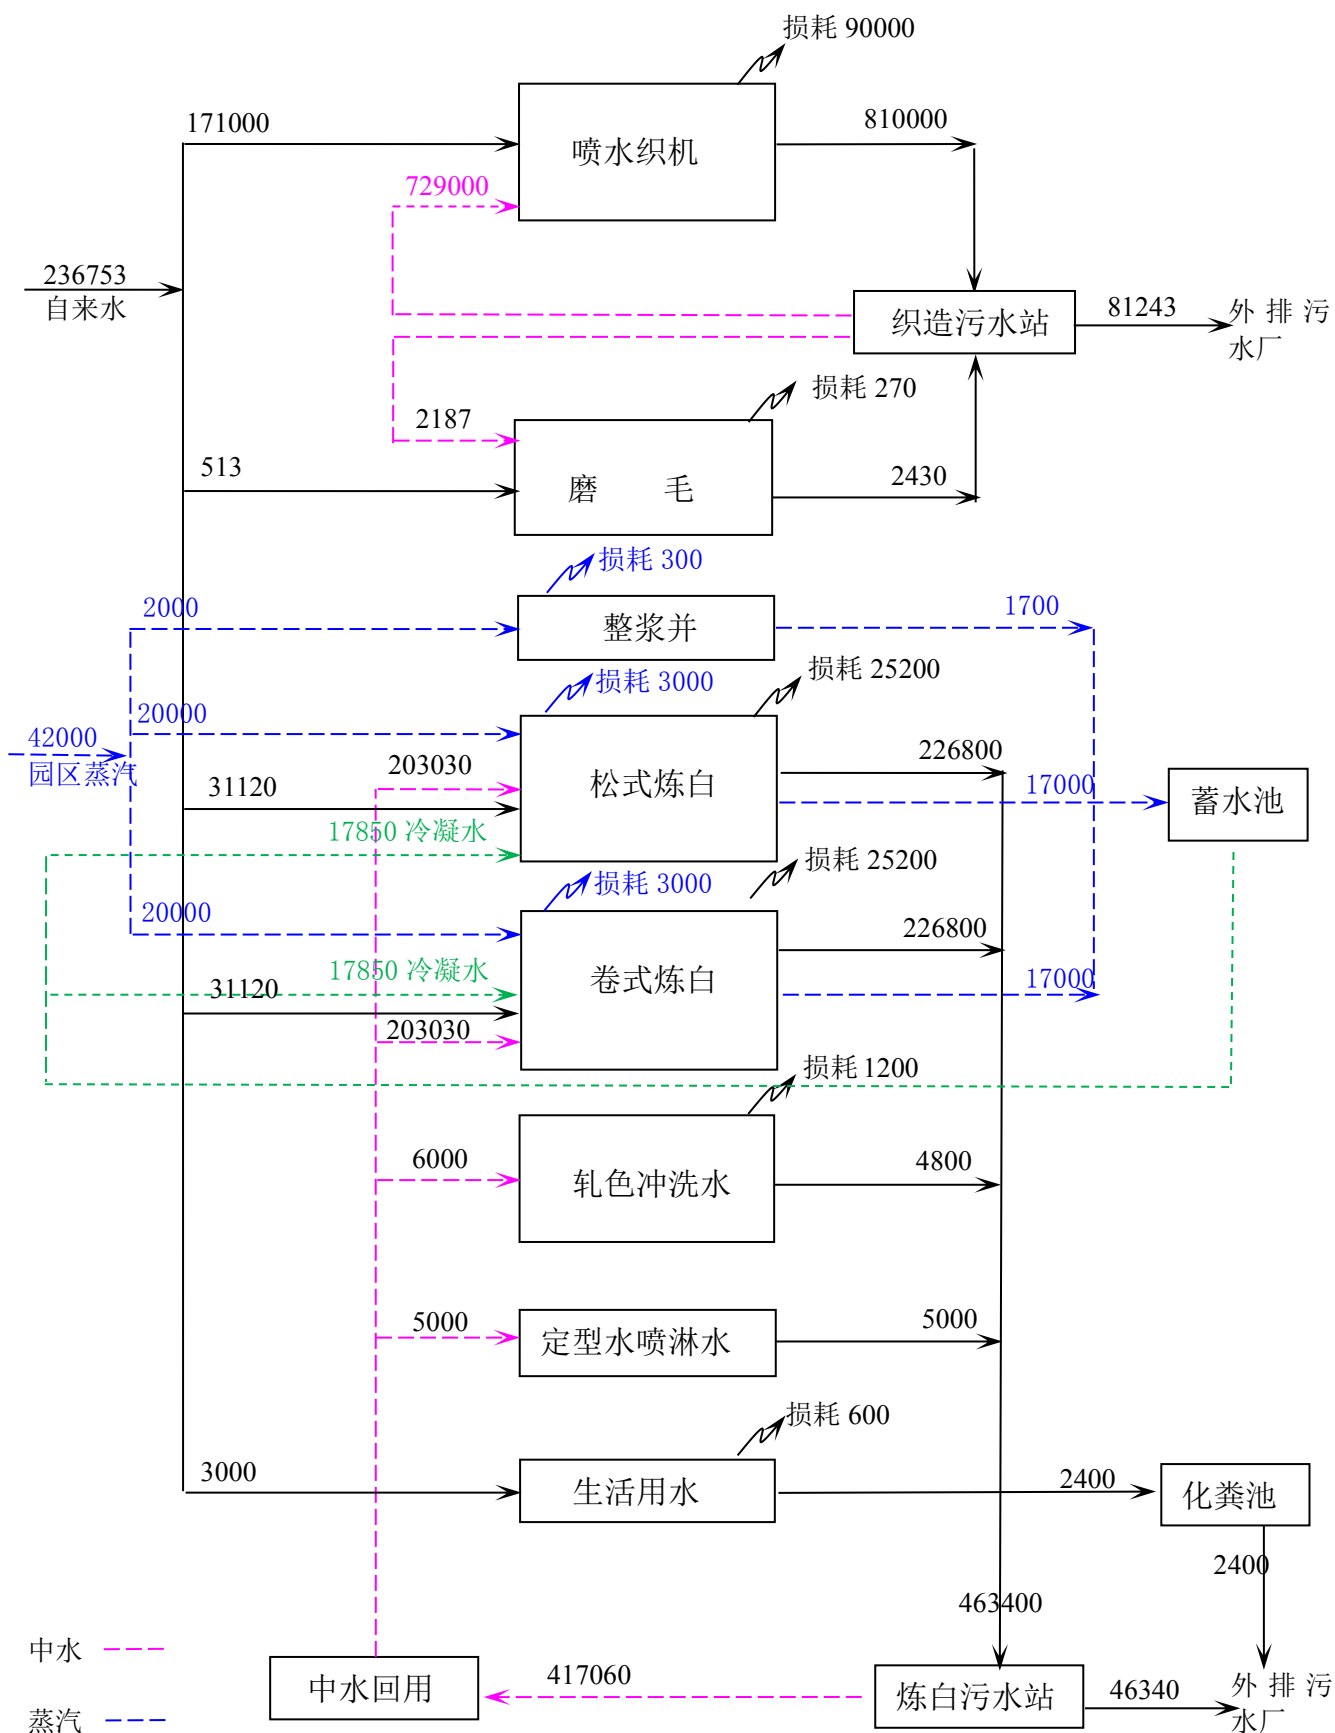 损耗 90000
171000
810000
喷水织机
729000
236753
自来水
织造污水站
81243
外 排 污
水厂
损耗 270
2187
513
磨 毛
2430
损耗 300
2000
整浆并
1700
损耗 25200
损耗 3000
20000
42000
园区蒸汽
203030
226800
松式炼白
31120
17000
蓄水池
17850 冷凝水
损耗 25200
损耗 3000
20000
226800
17850 冷凝水
卷式炼白
31120
17000
203030
损耗 1200
6000
4800
轧色冲洗水
5000
5000
定型水喷淋水
损耗 600
3000
生活用水
2400
化粪池
2400
463400
中水
中水回用
417060
炼白污水站
46340
外 排 污
水厂
蒸汽